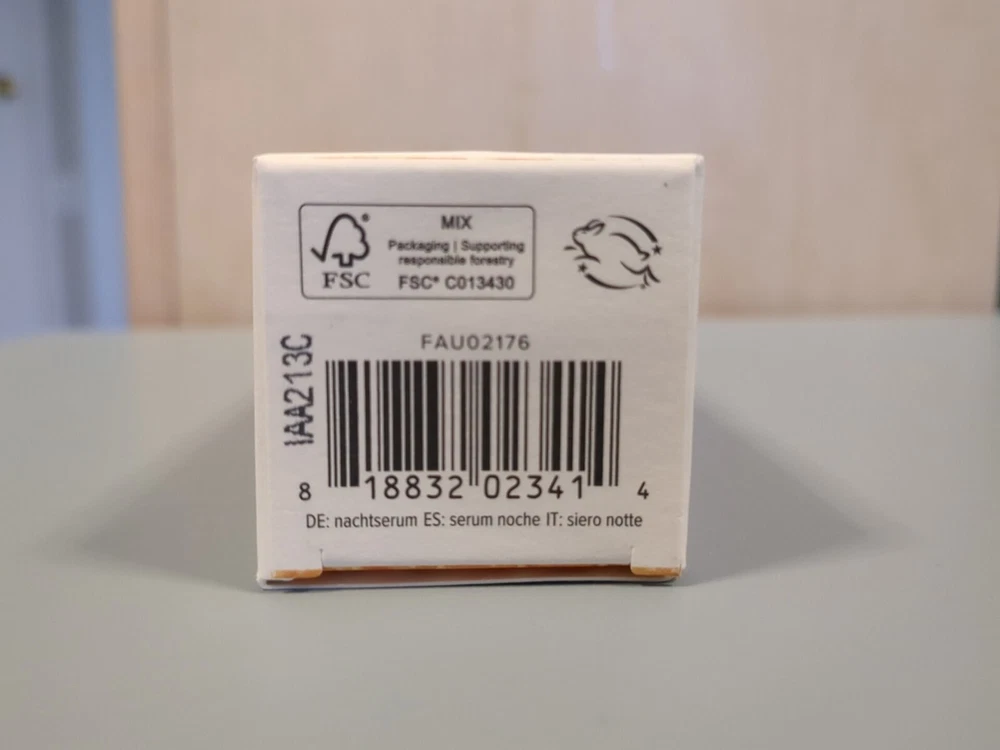 FSC
MIX
Packaging | Supporting
responsible forestry
FSC® C013430
IAA213C
FAU02176
8 18832 02341 4
DE: nachtserum ES: serum noche IT: siero notte